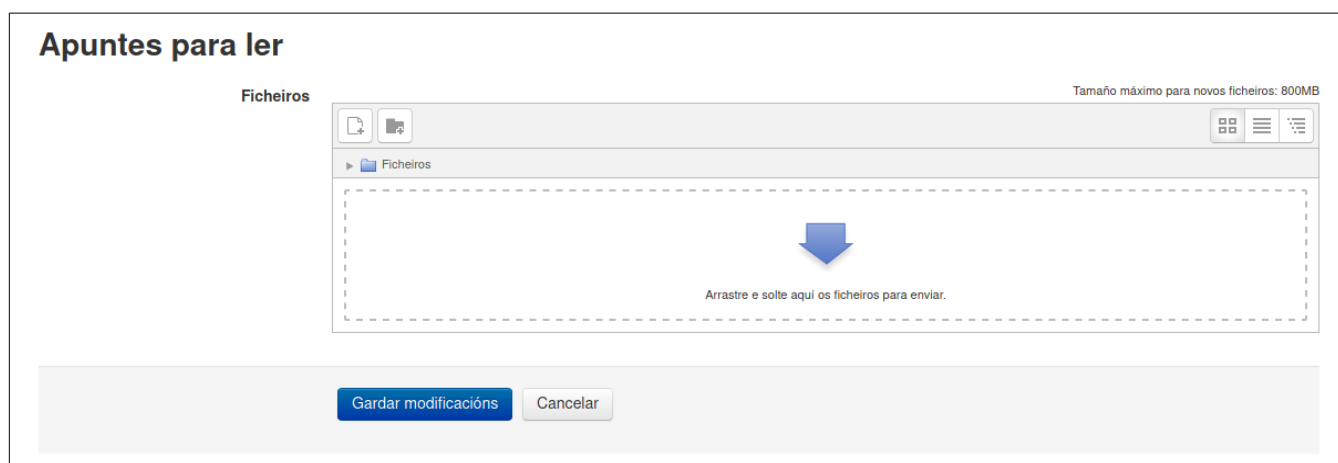 Apuntes para ler
Ficheiros
Tamaño máximo para novos ficheiros: 800MB
Ficheiros
Arrastre e solte aquí os ficheiros para enviar.
Gardar modificacións
Cancelar